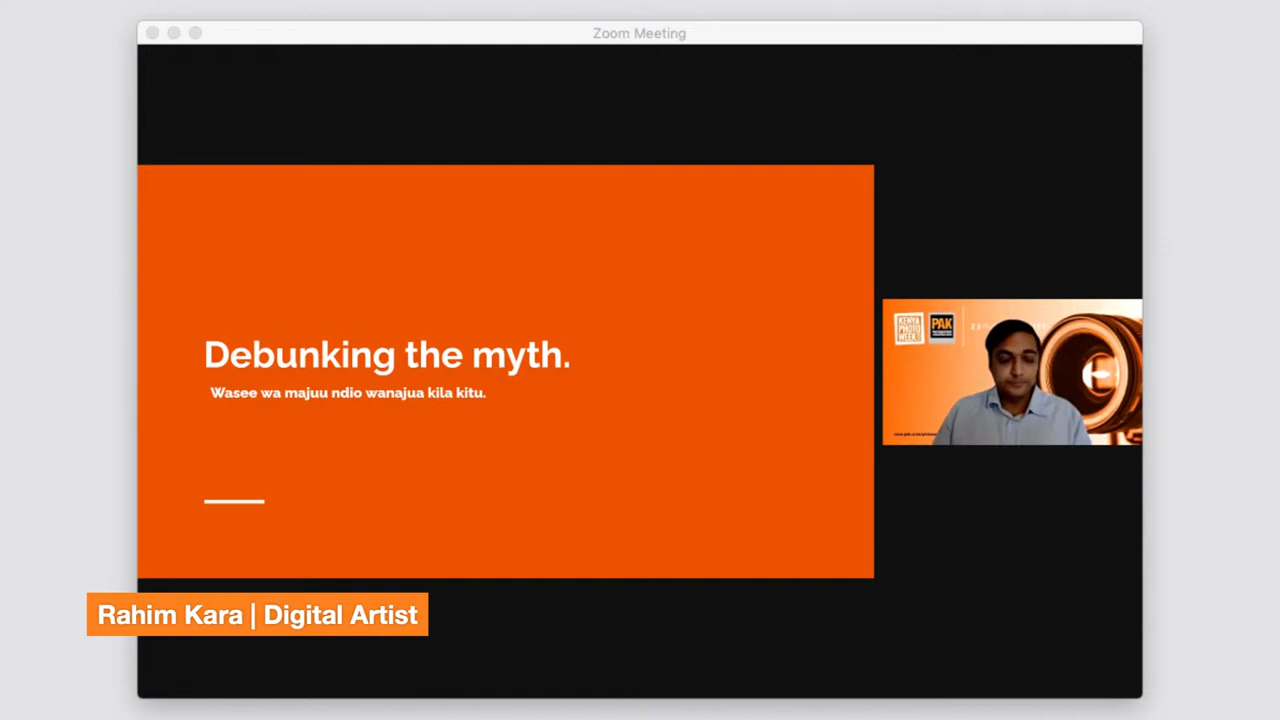 Zoom Meeting
Debunking the myth.
Wasee wa majuu ndio wanajua kila kitu.
KENYA
PHOTO
WEEK
PAK
Rahim Kara | Digital Artist